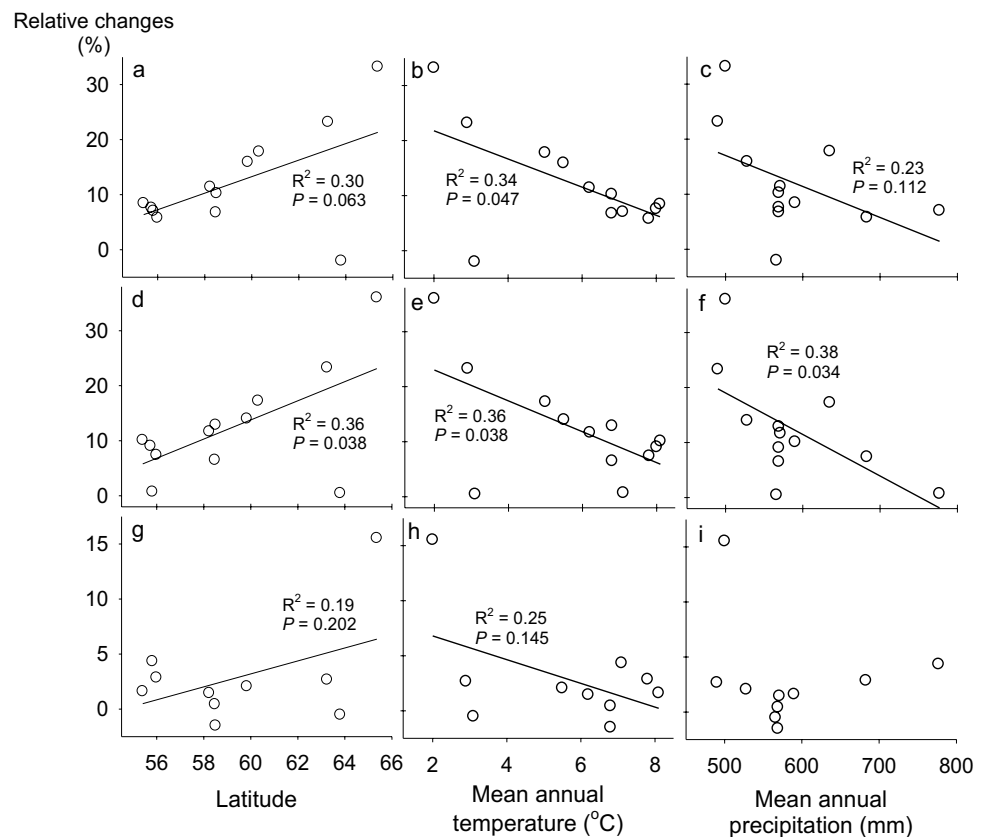 Relative changes
(%)
a
b
c
30
20
10
0
R² = 0.30
P = 0.063
R² = 0.34
P = 0.047
R² = 0.23
P = 0.112
d
e
f
30
20
10
0
R² = 0.36
P = 0.038
R² = 0.36
P = 0.038
R² = 0.38
P = 0.034
g
h
i
15
10
5
0
R² = 0.19
P = 0.202
R² = 0.25
P = 0.145
56 58 60 62 64 66
2 4 6 8
500 600 700 800
Latitude
Mean annual
temperature (°C)
Mean annual
precipitation (mm)